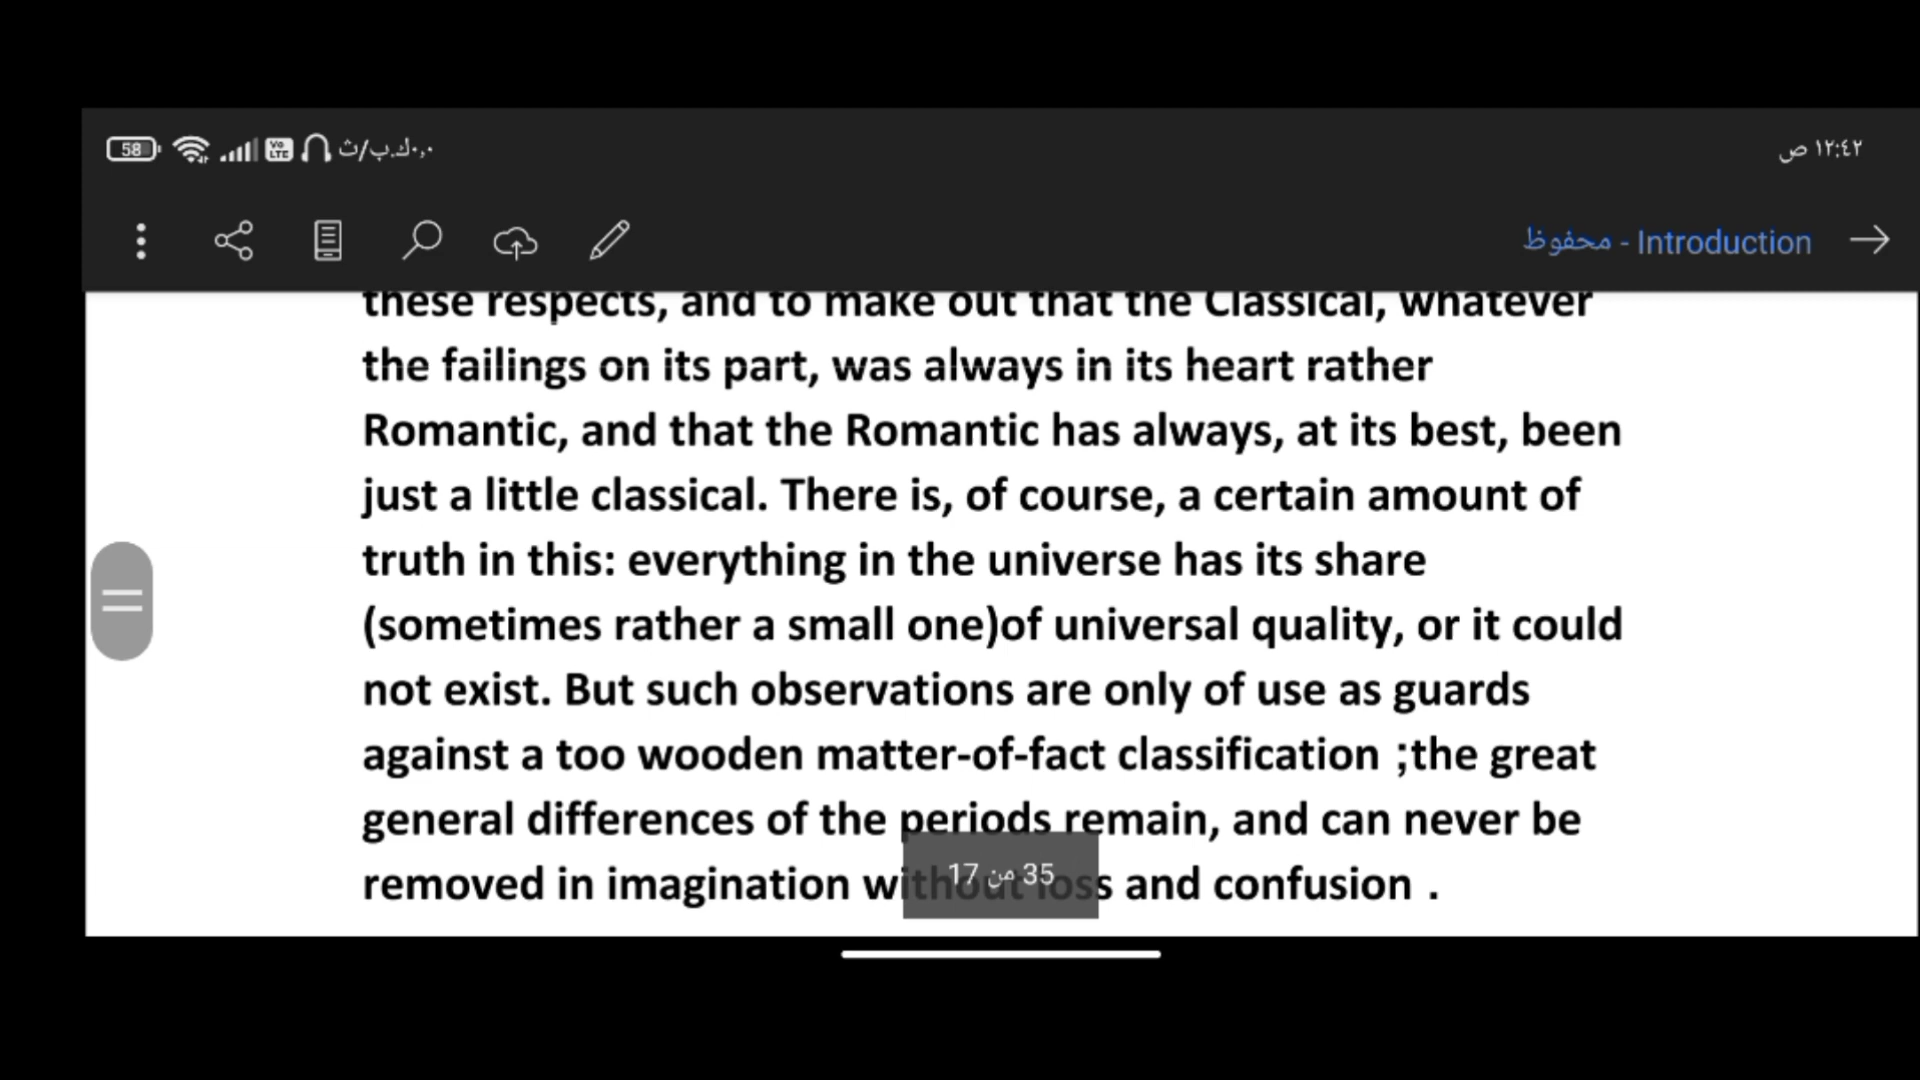 58 VoLTE ٠,٠ك.ب/ث ١٢:٤٢ ص
Introduction - محفوظ
these respects, and to make out that the Classical, whatever
the failings on its part, was always in its heart rather
Romantic, and that the Romantic has always, at its best, been
just a little classical. There is, of course, a certain amount of
truth in this: everything in the universe has its share
(sometimes rather a small one)of universal quality, or it could
not exist. But such observations are only of use as guards
against a too wooden matter-of-fact classification ;the great
general differences of the periods remain, and can never be
removed in imagination without loss and confusion .
17 من 35